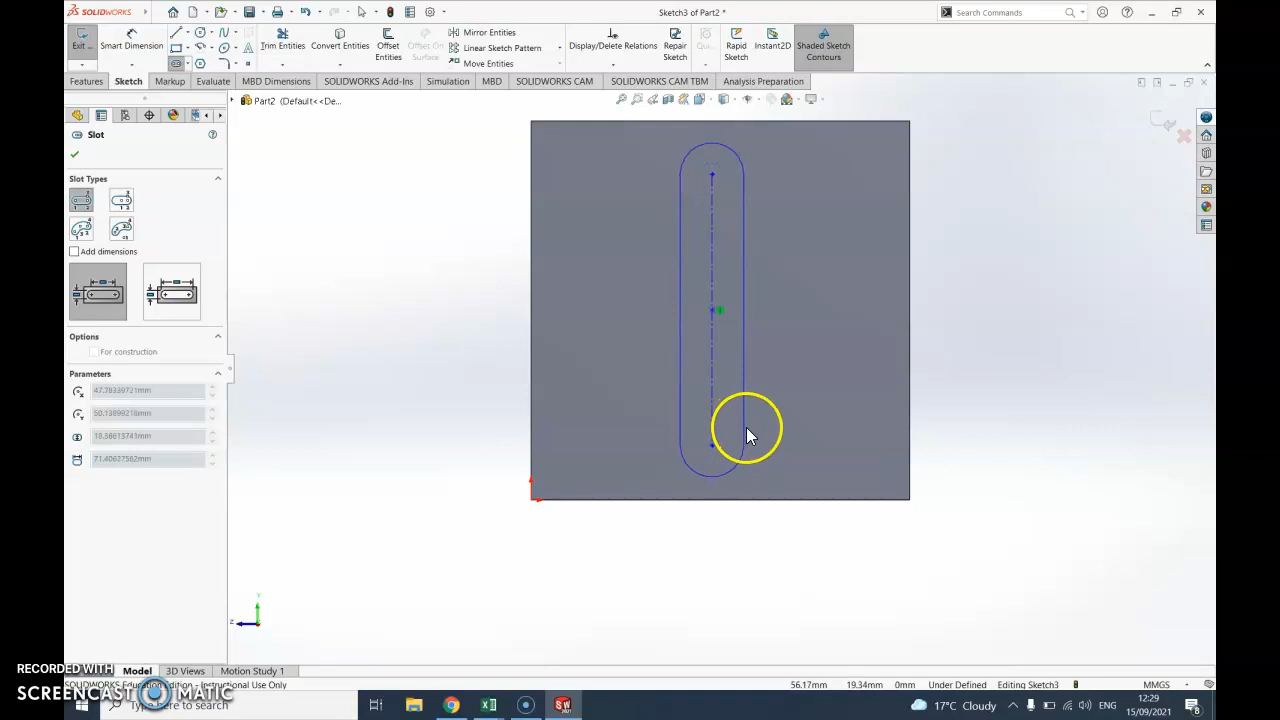 SOLIDWORKS
Sketch3 of Part2 *
Search Commands
Exit ...
Smart Dimension
Trim Entities
Convert Entities
Offset Entities
Offset On Surface
Mirror Entities
Linear Sketch Pattern
Move Entities
Display/Delete Relations
Repair Sketch
Qui...
Rapid Sketch
Instant2D
Shaded Sketch Contours
Features
Sketch
Markup
Evaluate
MBD Dimensions
SOLIDWORKS Add-Ins
Simulation
MBD
SOLIDWORKS CAM
SOLIDWORKS CAM TBM
Analysis Preparation
Part2 (Default<<De...
Slot
Slot Types
Add dimensions
Options
For construction
Parameters
47.78339721mm
50.13899218mm
18.38613741mm
71.40627582mm
Y
Z
Model
3D Views
Motion Study 1
SOLIDWORKS Education Edition - Instructional Use Only
56.17mm
19.34mm
0mm
Under Defined
Editing Sketch3
MMGS
RECORDED WITH
SCREENCAST MATIC
Type here to search
17°C Cloudy
ENG
12:29
15/09/2021